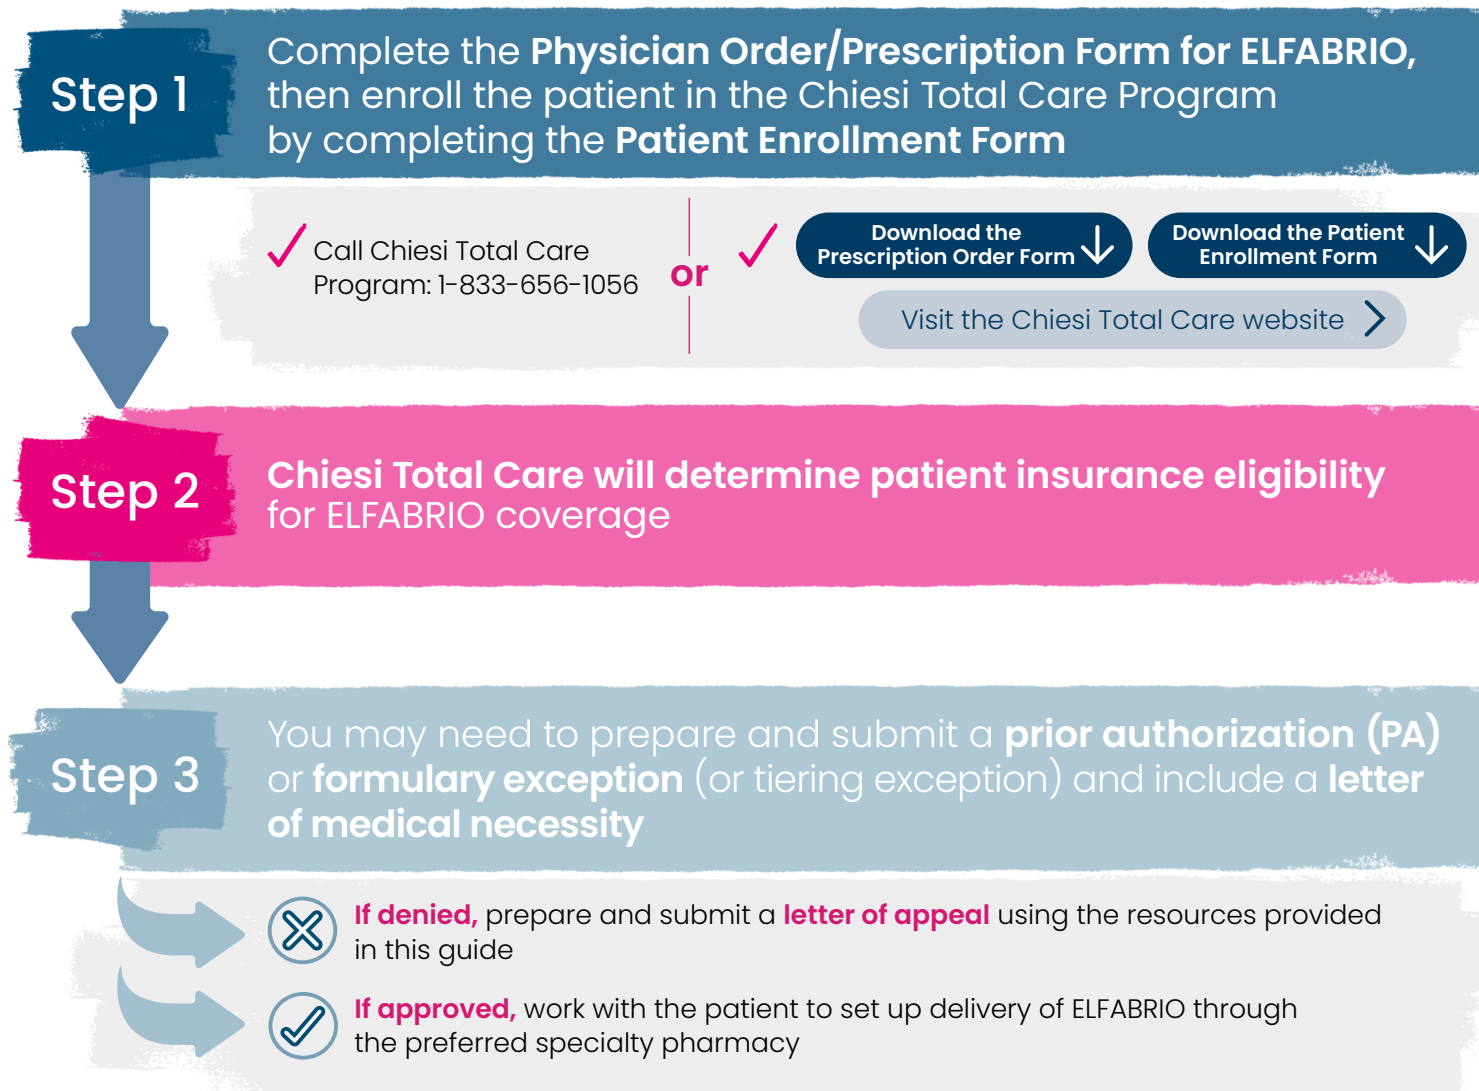 Step 1
Complete the Physician Order/Prescription Form for ELFABRIO,
then enroll the patient in the Chiesi Total Care Program
by completing the Patient Enrollment Form
Call Chiesi Total Care
Program: 1-833-656-1056
or
Download the
Prescription Order Form
Download the Patient
Enrollment Form
Visit the Chiesi Total Care website
Step 2
Chiesi Total Care will determine patient insurance eligibility
for ELFABRIO coverage
Step 3
You may need to prepare and submit a prior authorization (PA)
or formulary exception (or tiering exception) and include a letter
of medical necessity
If denied, prepare and submit a letter of appeal using the resources provided
in this guide
If approved, work with the patient to set up delivery of ELFABRIO through
the preferred specialty pharmacy